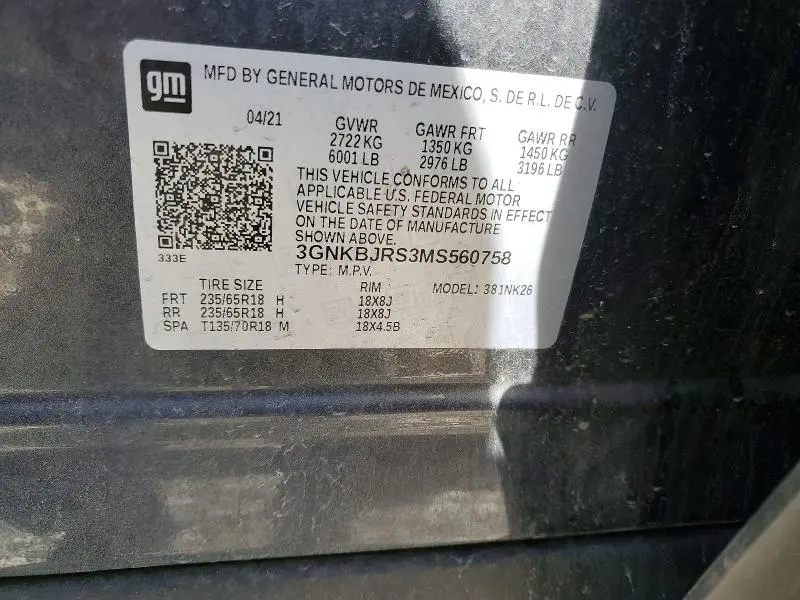 gm
MFD BY GENERAL MOTORS DE MEXICO, S. DE R.L. DE C.V.
04/21 GVWR GAWR FRT GAWR RR
2722 KG 1350 KG 1450 KG
6001 LB 2976 LB 3196 LB
THIS VEHICLE CONFORMS TO ALL
APPLICABLE U.S. FEDERAL MOTOR
VEHICLE SAFETY STANDARDS IN EFFECT
ON THE DATE OF MANUFACTURE
SHOWN ABOVE.
333E
3GNKBJRS3MS560758
TYPE: M.P.V.
TIRE SIZE RIM MODEL: 381NK26
FRT 235/65R18 H 18X8J
RR 235/65R18 H 18X8J
SPA T135/70R18 M 18X4.5B